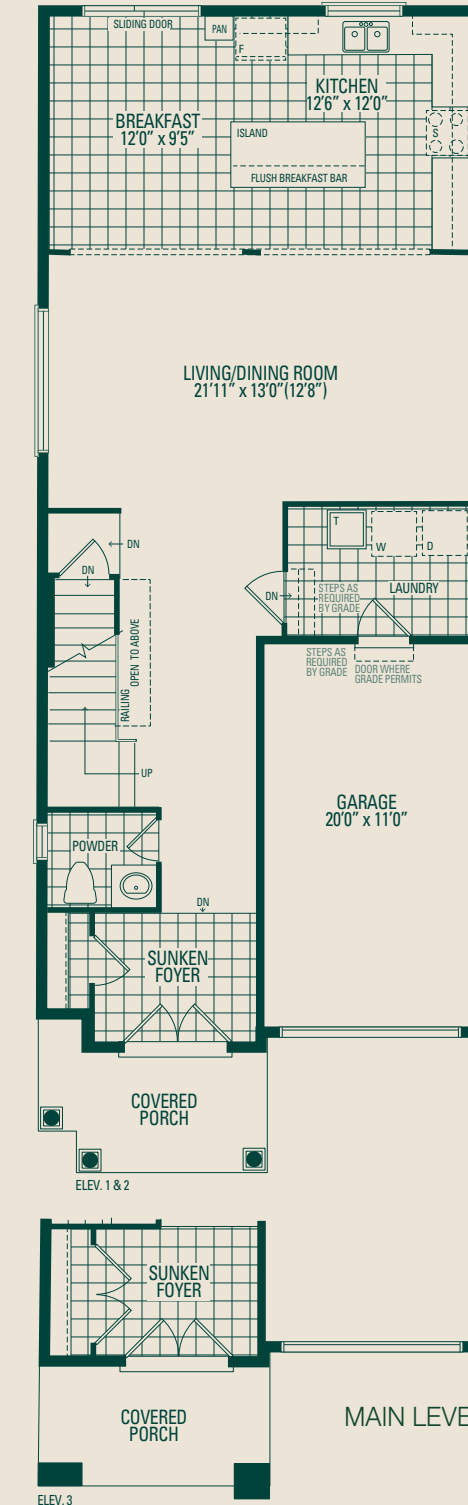 SLIDING DOOR
PAN
F
KITCHEN
12'6" x 12'0"
BREAKFAST
12'0" x 9'5"
S
ISLAND
FLUSH BREAKFAST BAR
LIVING/DINING ROOM
21'11" x 13'0"(12'8")
T
W
D
DN
DN
LAUNDRY
DN
STEPS AS
REQUIRED
BY GRADE
STEPS AS
REQUIRED
BY GRADE
DOOR WHERE
GRADE PERMITS
RAILING
OPEN TO ABOVE
UP
GARAGE
20'0" x 11'0"
POWDER
DN
SUNKEN
FOYER
COVERED
PORCH
ELEV. 1 & 2
SUNKEN
FOYER
COVERED
PORCH
MAIN LEVE
ELEV. 3